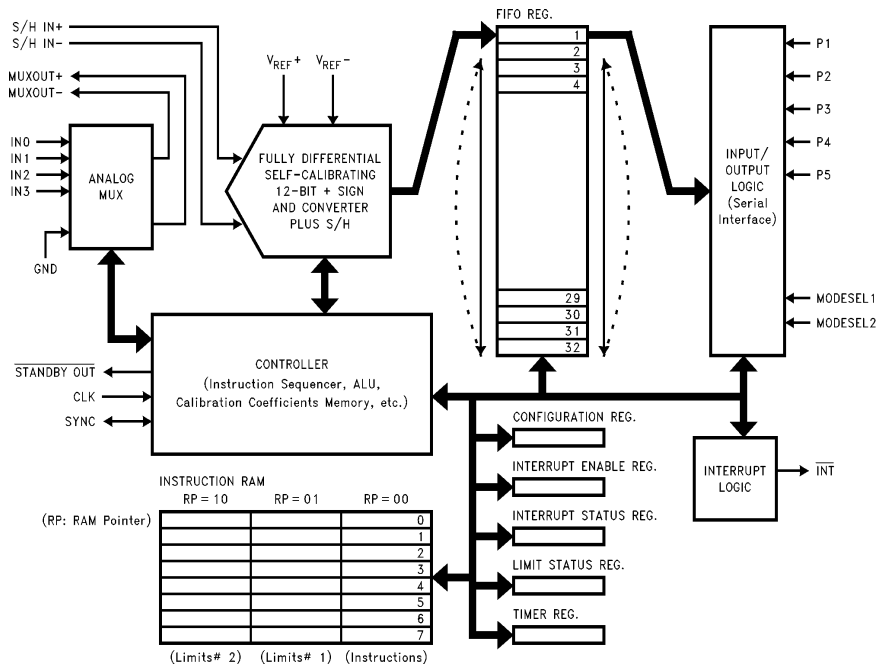 S/H IN+
S/H IN-
MUXOUT+
MUXOUT-
IN0
IN1
IN2
IN3
GND
ANALOG
MUX
VREF+ VREF-
FULLY DIFFERENTIAL
SELF-CALIBRATING
12-BIT + SIGN
AND CONVERTER
PLUS S/H
FIFO REG.
1
2
3
4
29
30
31
32
INPUT/
OUTPUT
LOGIC
(Serial
Interface)
P1
P2
P3
P4
P5
MODESEL1
MODESEL2
STANDBY OUT
CLK
SYNC
CONTROLLER
(Instruction Sequencer, ALU,
Calibration Coefficients Memory, etc.)
CONFIGURATION REG.
INTERRUPT ENABLE REG.
INTERRUPT STATUS REG.
LIMIT STATUS REG.
TIMER REG.
INTERRUPT
LOGIC
INT
INSTRUCTION RAM
RP = 10 RP = 01 RP = 00
(RP: RAM Pointer)
0
1
2
3
4
5
6
7
(Limits# 2) (Limits# 1) (Instructions)